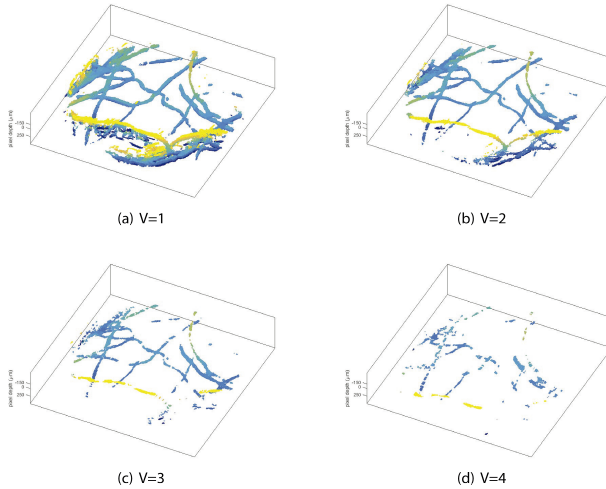 pixel depth (μm)
-150
0
250
(a) V=1
pixel depth (μm)
-150
0
250
(b) V=2
pixel depth (μm)
-150
0
250
(c) V=3
pixel depth (μm)
-150
0
250
(d) V=4